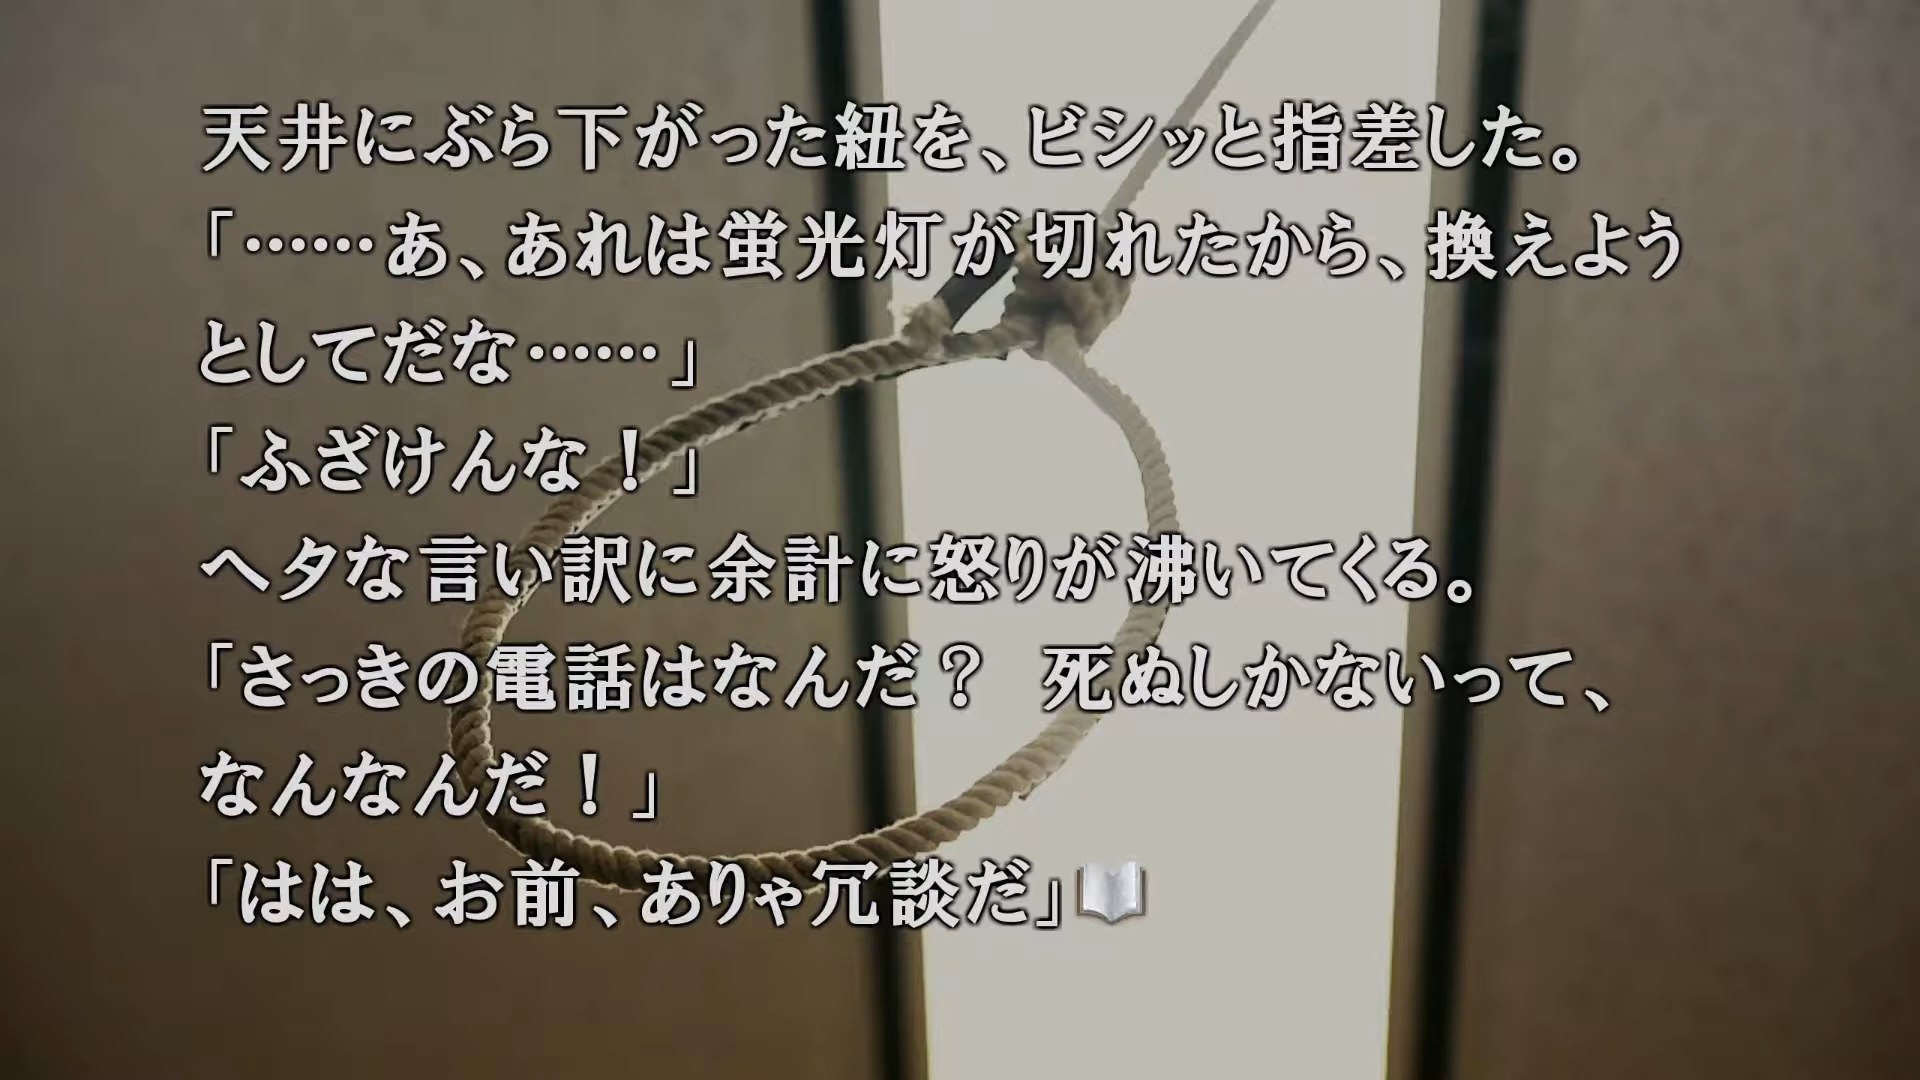 天井にぶら下がった紐を、ビシッと指差した。
「……あ、あれは蛍光灯が切れたから、換えよう
としてだな……」
「ふざけんな！」
ヘタな言い訳に余計に怒りが沸いてくる。
「さっきの電話はなんだ？　死ぬしかないって、
なんなんだ！」
「はは、お前、ありゃ冗談だ」